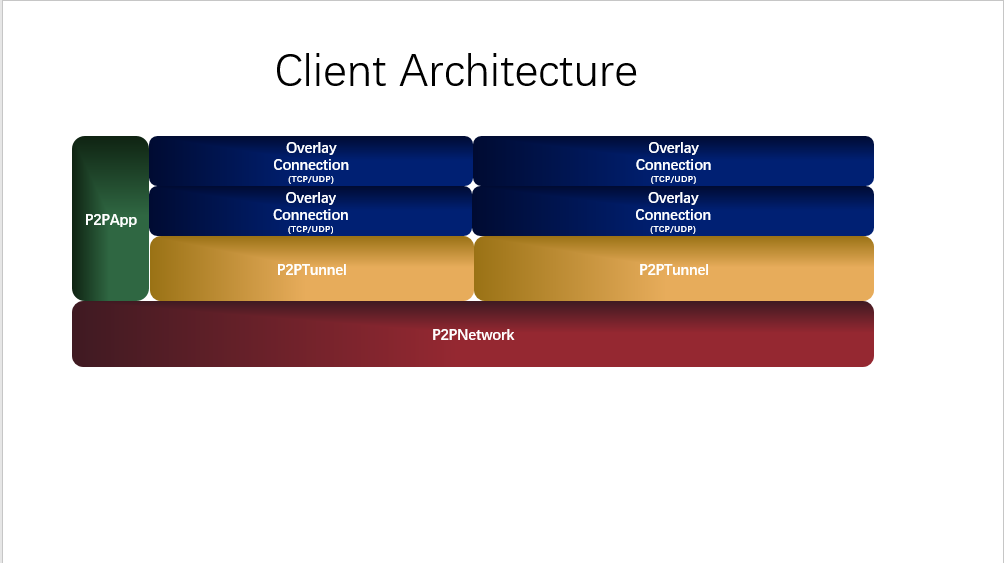 Client Architecture
P2PApp
Overlay
Connection
(TCP/UDP)
Overlay
Connection
(TCP/UDP)
Overlay
Connection
(TCP/UDP)
Overlay
Connection
(TCP/UDP)
P2PTunnel
P2PTunnel
P2PNetwork